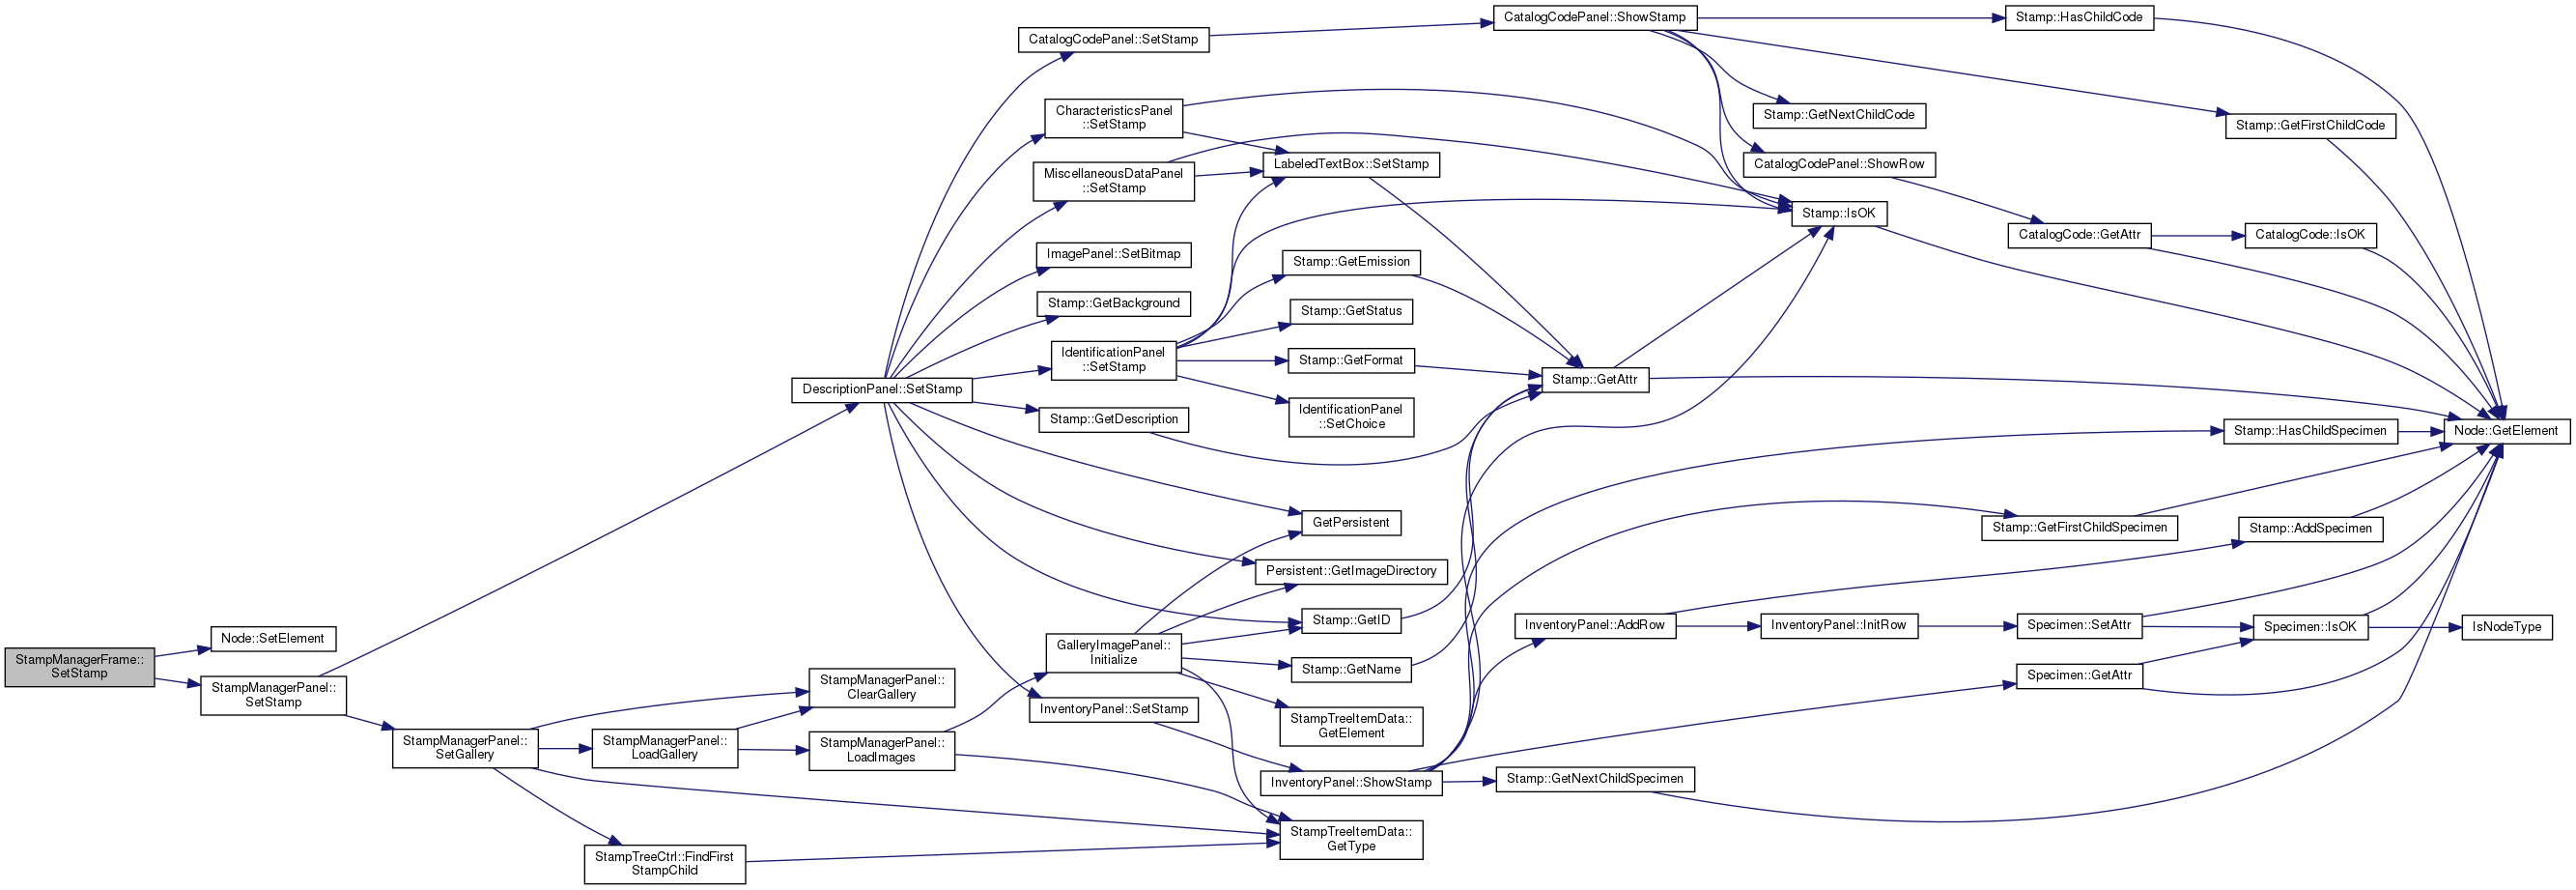 StampManagerFrame::
SetStamp
Node::SetElement
StampManagerPanel::
SetStamp
StampManagerPanel::
SetGallery
StampManagerPanel::
LoadGallery
StampTreeCtrl::FindFirst
StampChild
DescriptionPanel::SetStamp
StampManagerPanel::
ClearGallery
StampManagerPanel::
LoadImages
CatalogCodePanel::SetStamp
CharacteristicsPanel
::SetStamp
MiscellaneousDataPanel
::SetStamp
ImagePanel::SetBitmap
Stamp::GetBackground
IdentificationPanel
::SetStamp
Stamp::GetDescription
GalleryImagePanel::
Initialize
InventoryPanel::SetStamp
LabeledTextBox::SetStamp
Stamp::GetEmission
Stamp::GetStatus
Stamp::GetFormat
IdentificationPanel
::SetChoice
GetPersistent
Persistent::GetImageDirectory
Stamp::GetID
Stamp::GetName
StampTreeItemData::
GetElement
InventoryPanel::ShowStamp
StampTreeItemData::
GetType
CatalogCodePanel::ShowStamp
Stamp::GetAttr
InventoryPanel::AddRow
Stamp::GetNextChildSpecimen
Stamp::GetNextChildCode
CatalogCodePanel::ShowRow
Stamp::IsOK
InventoryPanel::InitRow
Stamp::HasChildCode
CatalogCode::GetAttr
Stamp::GetFirstChildSpecimen
Specimen::SetAttr
Specimen::GetAttr
Stamp::GetFirstChildCode
CatalogCode::IsOK
Stamp::HasChildSpecimen
Stamp::AddSpecimen
Specimen::IsOK
Node::GetElement
IsNodeType